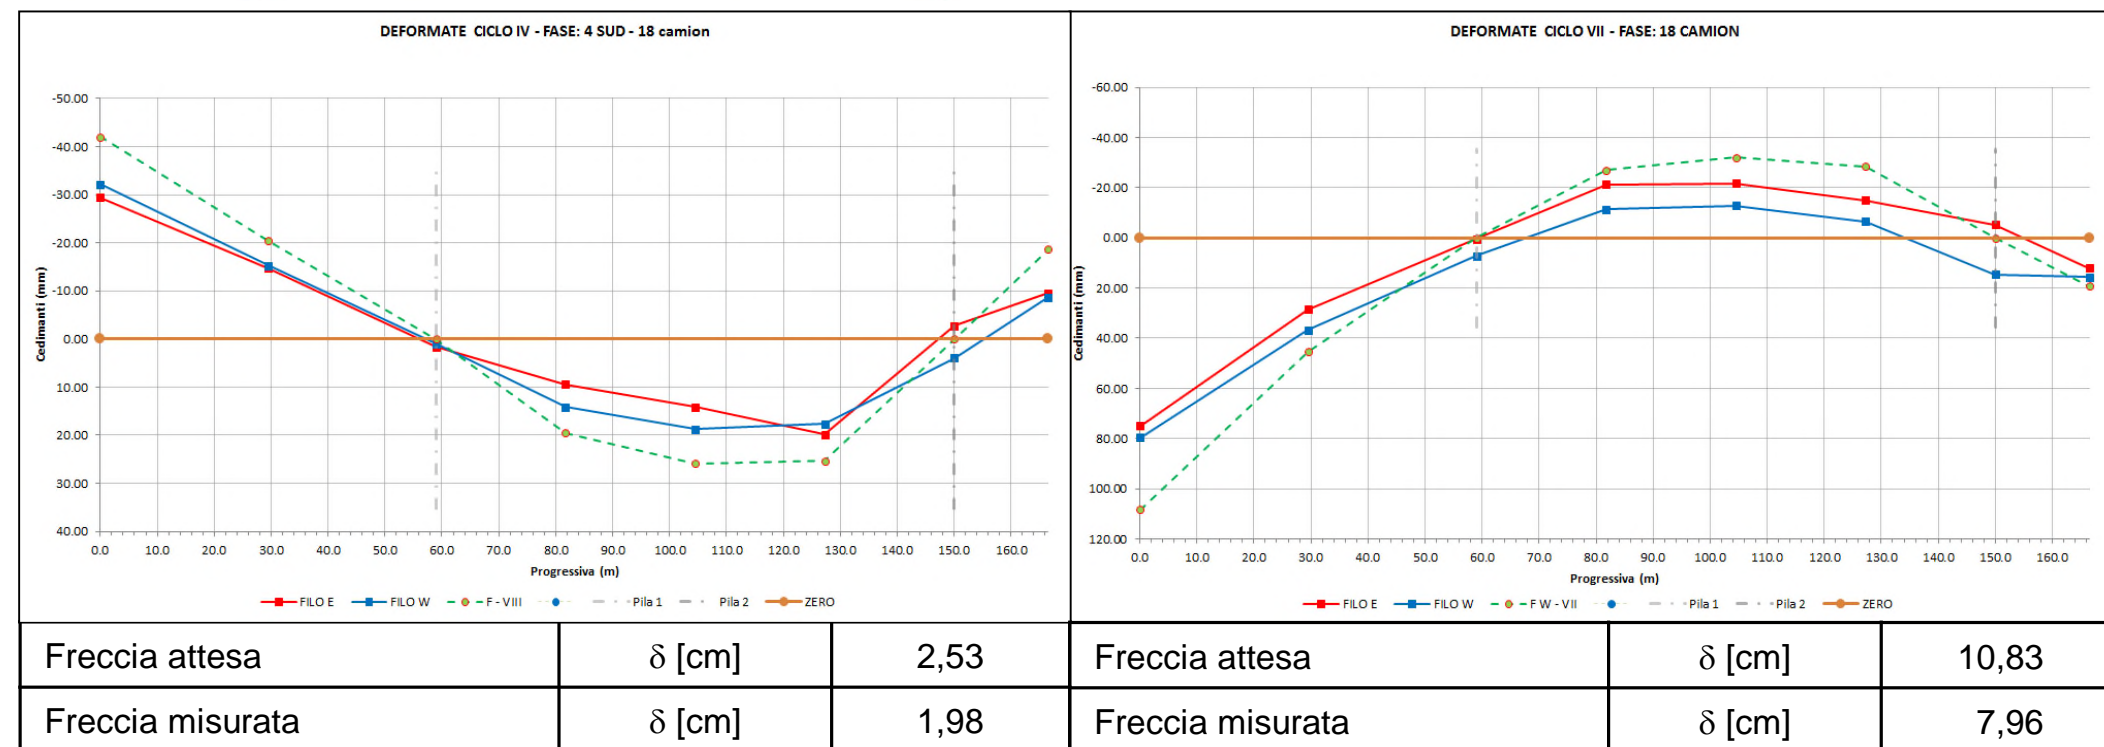 DEFORMATE CICLO IV - FASE: 4 SUD - 18 camion
-50.00
-40.00
-30.00
-20.00
-10.00
0.00
10.00
20.00
30.00
40.00
Cedimanti (mm)
0.0 10.0 20.0 30.0 40.0 50.0 60.0 70.0 80.0 90.0 100.0 110.0 120.0 130.0 140.0 150.0 160.0
Progressiva (m)
FILO E FILO W F - VIII Pila 1 Pila 2 ZERO
DEFORMATE CICLO VII - FASE: 18 CAMION
-60.00
-40.00
-20.00
0.00
20.00
40.00
60.00
80.00
100.00
120.00
Cedimanti (mm)
0.0 10.0 20.0 30.0 40.0 50.0 60.0 70.0 80.0 90.0 100.0 110.0 120.0 130.0 140.0 150.0 160.0
Progressiva (m)
FILO E FILO W F W - VII Pila 1 Pila 2 ZERO
Freccia attesa δ [cm] 2,53 Freccia attesa δ [cm] 10,83
Freccia misurata δ [cm] 1,98 Freccia misurata δ [cm] 7,96